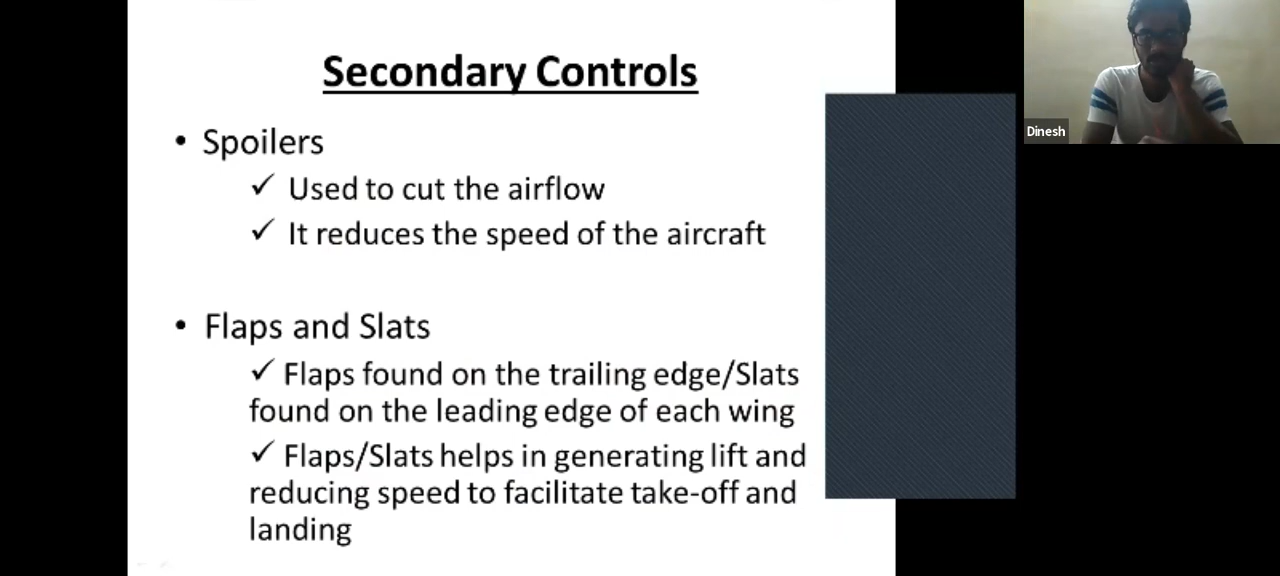 Secondary Controls
• Spoilers
✓ Used to cut the airflow
✓ It reduces the speed of the aircraft
• Flaps and Slats
✓ Flaps found on the trailing edge/Slats
found on the leading edge of each wing
✓ Flaps/Slats helps in generating lift and
reducing speed to facilitate take-off and
landing
Dinesh